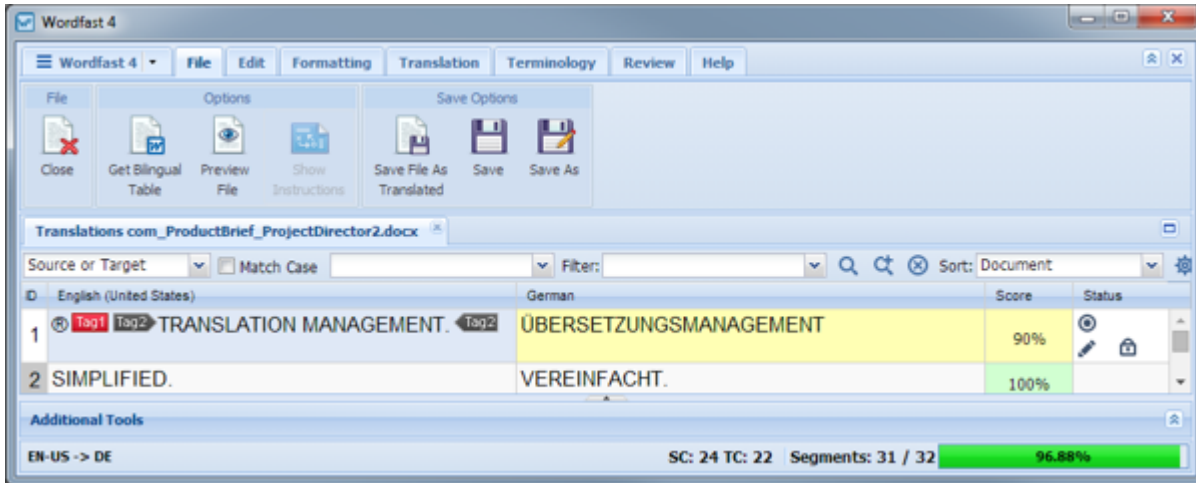 Wordfast 4
Wordfast 4 File Edit Formatting Translation Terminology Review Help
File Options Save Options
Close Get Bilingual Table Preview File Show Instructions Save File As Translated Save Save As
Translations com_ProductBrief_ProjectDirector2.docx
Source or Target Match Case Filter: Sort: Document
ID English (United States) German Score Status
1 ® Tag1 Tag2 TRANSLATION MANAGEMENT. Tag2 ÜBERSETZUNGSMANAGEMENT 90%
2 SIMPLIFIED. VEREINFACHT. 100%
Additional Tools
EN-US -> DE SC: 24 TC: 22 Segments: 31 / 32 96.88%